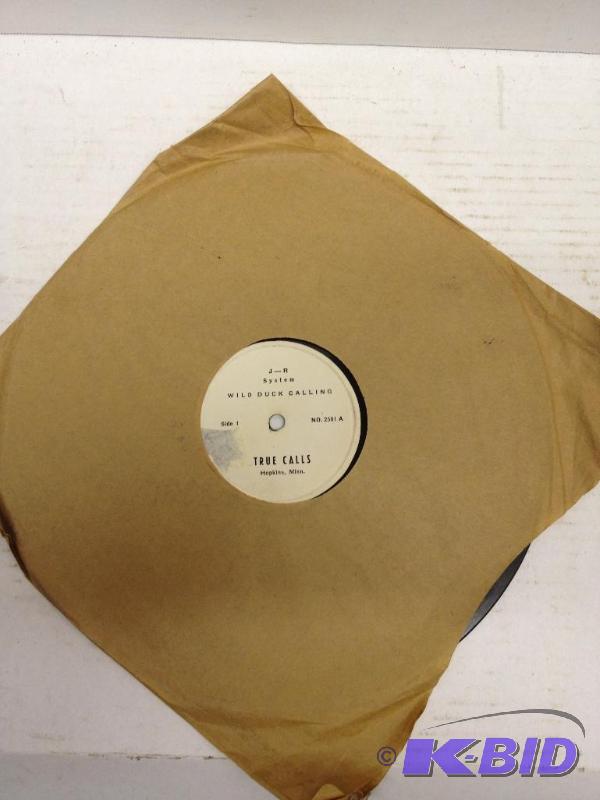 J—R
System
WILD DUCK CALLING
Side 1 NO. 2501 A
TRUE CALLS
Hopkins, Minn.
© K-BID